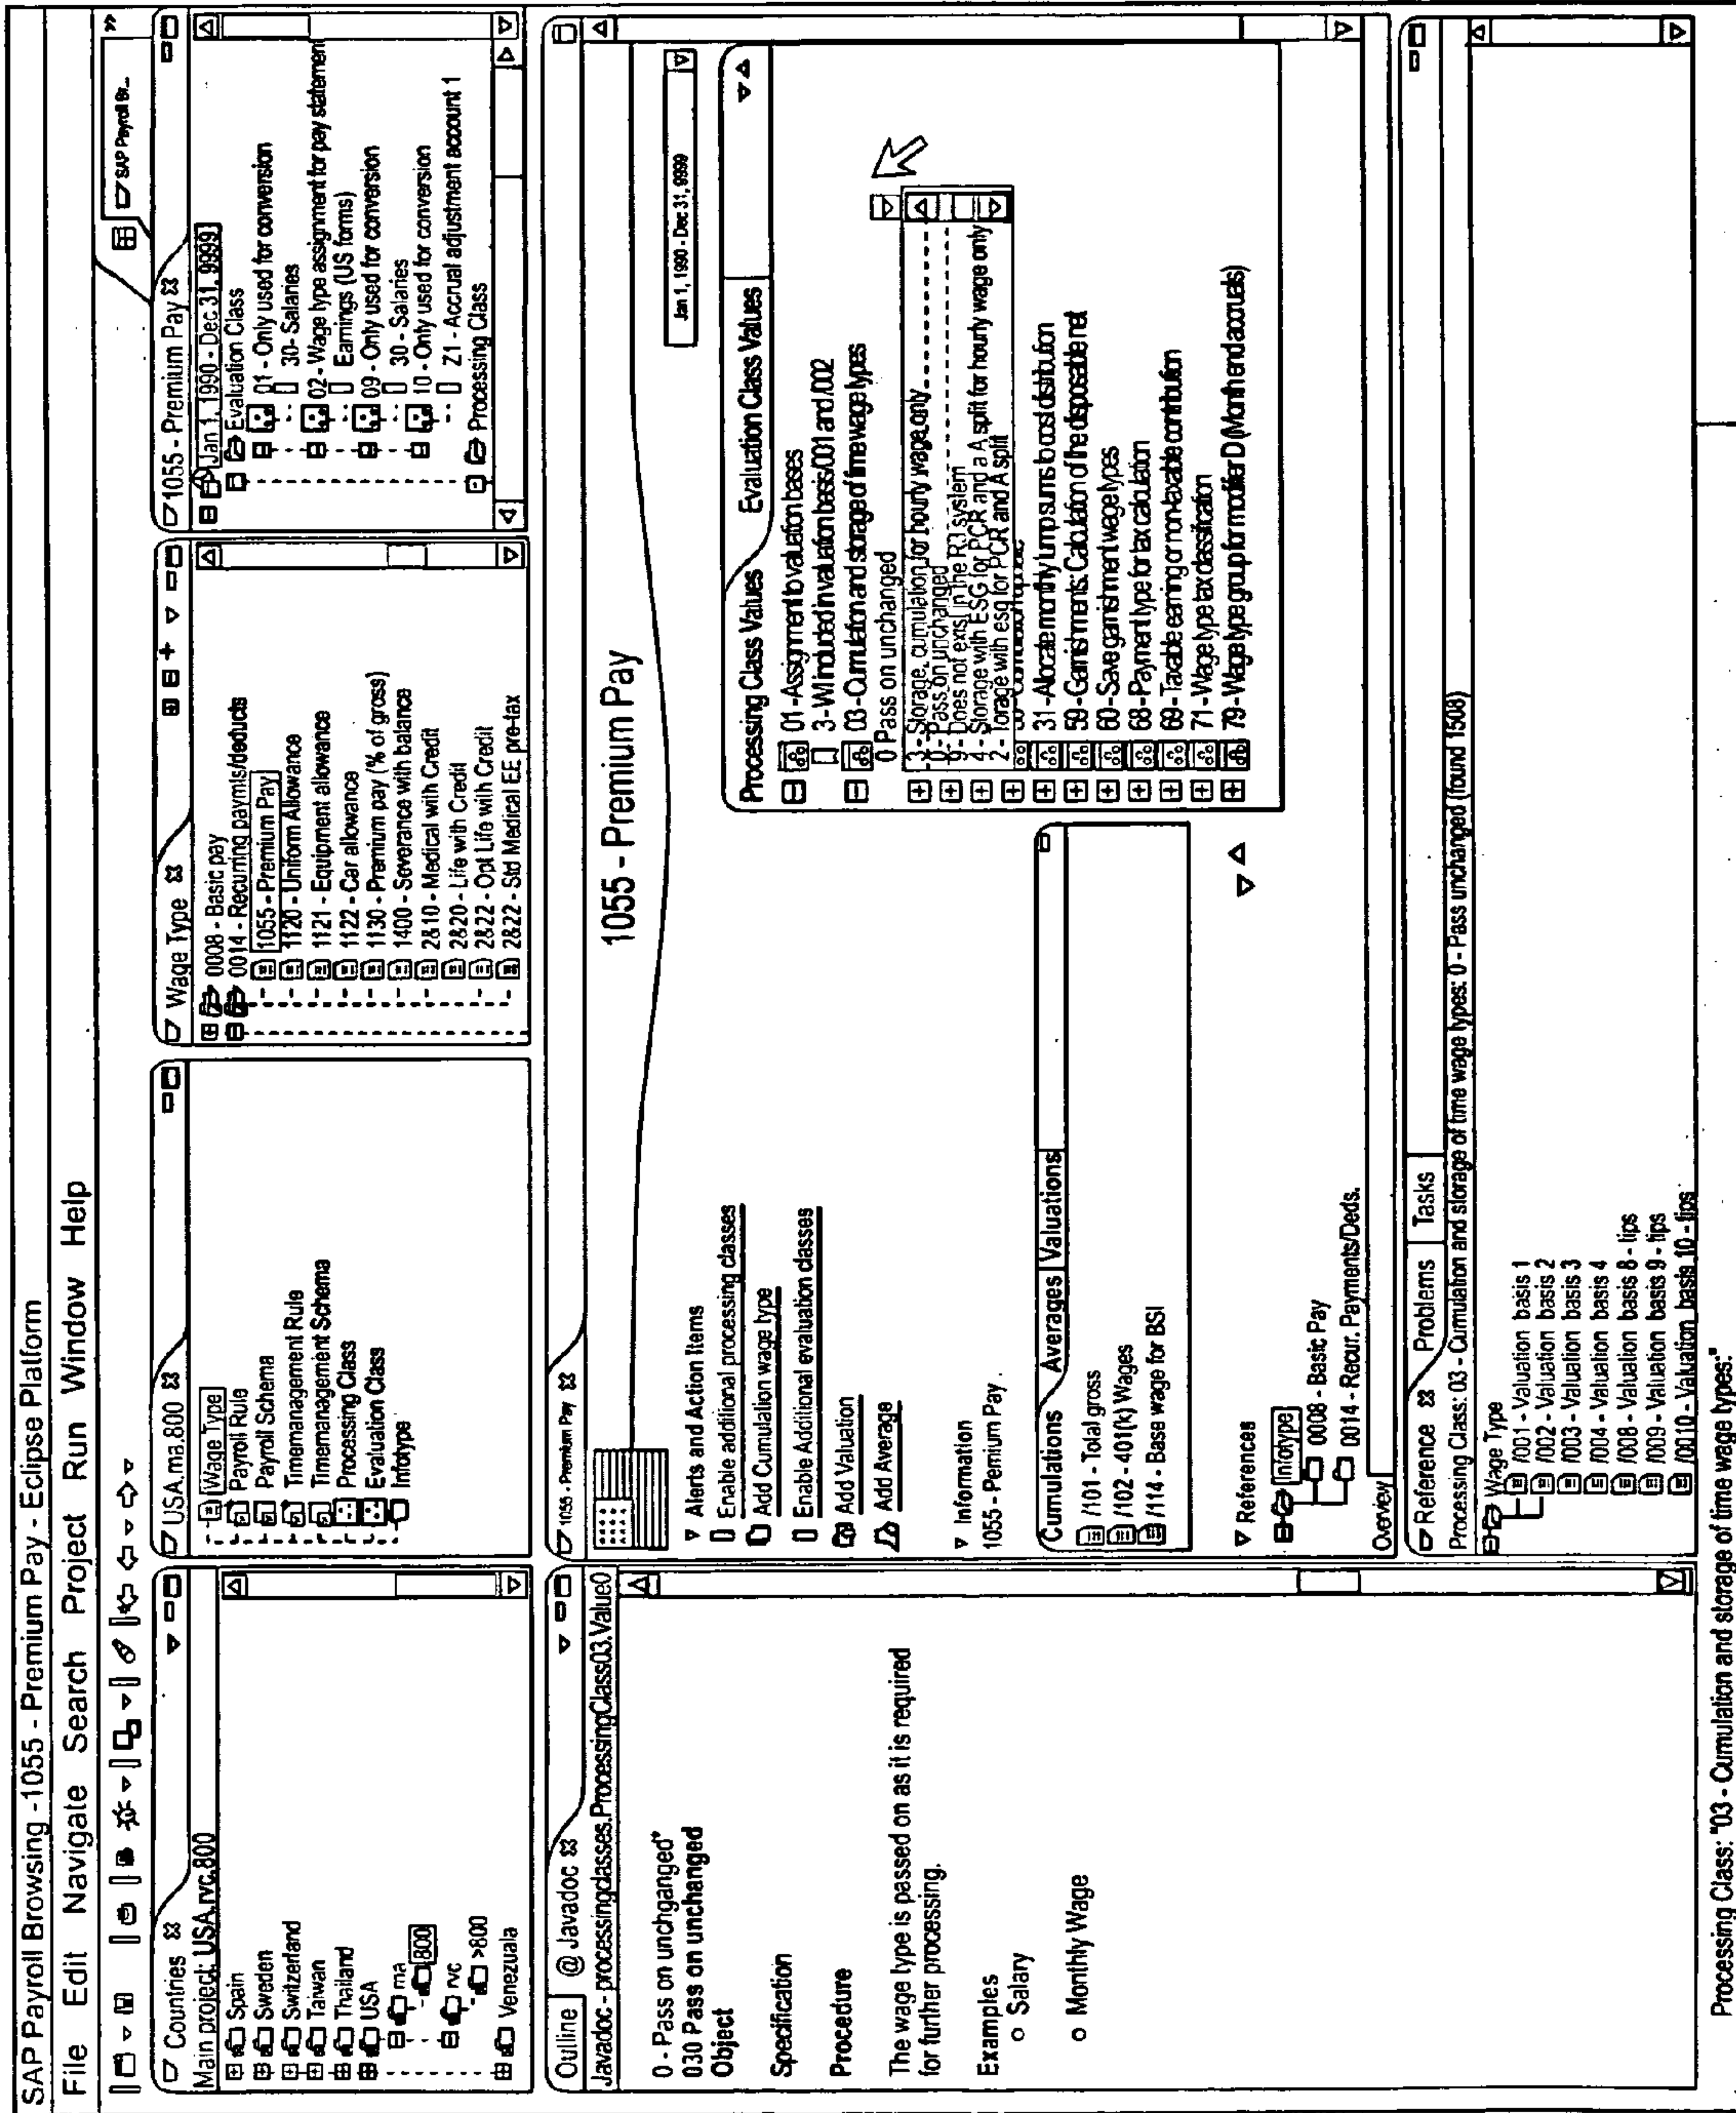 SAP Payroll Browsing -1055 - Premium Pay - Eclipse Platform
File Edit Navigate Search Project Run Window Help
SAP Payroll Br...
Countries
Main project: USA.rvc.800
Spain
Sweden
Switzerland
Taiwan
Thailand
USA
ma
800
rvc
>800
Venezuala
USA.ma.800
Wage Type
Payroll Rule
Payroll Schema
Timemanagement Rule
Timemanagement Schema
Processing Class
Evaluation Class
Infotype
Wage Type
0008 - Basic pay
0014 - Recurring paymts/deducts
1055 - Premium Pay
1120 - Uniform Allowance
1121 - Equipment allowance
1122 - Car allowance
1130 - Premium pay (% of gross)
1400 - Severance with balance
2&10 - Medical with Credit
2&20 - Life with Credit
2&22 - Opt Life with Credit
2&22 - Std Medical EE pre-tax
1055 - Premium Pay
Jan 1, 1990 - Dec 31, 9999
Evaluation Class
01 - Only used for conversion
30 - Salaries
02 - Wage type assignment for pay statement
Earnings (US forms)
09 - Only used for conversion
30 - Salaries
10 - Only used for conversion
Z1 - Accrual adjustment account 1
Processing Class
Outline @ Javadoc
Javadoc - processingclasses.ProcessingClass03.Value0
0 - Pass on unchganged"
030 Pass on unchanged
Object
Specification
Procedure
The wage type is passed on as it is required
for further processing.
Examples
o Salary
o Monthly Wage
1055 - Premium Pay
1055 - Premium Pay
Jan 1, 1990 - Dec 31, 9999
Alerts and Action Items
Enable additional processing classes
Add Cumulation wage type
Enable Additional evaluation classes
Add Valuation
Add Average
Information
1055 - Pemium Pay .
Cumulations Averages Valuations
/101 - Total gross
/102 - 401(k) Wages
/114 - Base wage for BSI
References
Infotype
0008 - Basic Pay
0014 - Recur. Payments/Deds.
Overview
Processing Class Values Evaluation Class Values
01 - Assignment to valuation bases
3 - WI included in valuation basis /001 and /002
03 - Cumulation and storage of time wage types
0 Pass on unchanged
3 - Storage, cumulation for hourly wage only
0 - Pass on unchanged
9 - Does not exist in the R3 system
4 - Storage with ESG for PCR and a A split for hourly wage only
2 - Torage with esg for PCR and A split
31 - Allocate monthly lump sums to cost distribution
59 - Garnishments: Calculation of the disposable net
60 - Save garnishment wage types
68 - Payment type for tax calculation
69 - Taxable earning or non-taxable contribution
71 - Wage type tax classification
79 - Wage type group for modifier D (Month end accruals)
Reference Problems Tasks
Processing Class: 03 - Cumulation and storage of time wage types: 0 - Pass unchanged (found 1508)
Wage Type
/001 - Valuation basis 1
/002 - Valuation basis 2
/003 - Valuation basis 3
/004 - Valuation basis 4
/008 - Valuation basis 8 - tips
/009 - Valuation basis 9 - tips
/0010 - Valuation basis 10 - tips
Processing Class: "03 - Cumulation and storage of time wage types:"